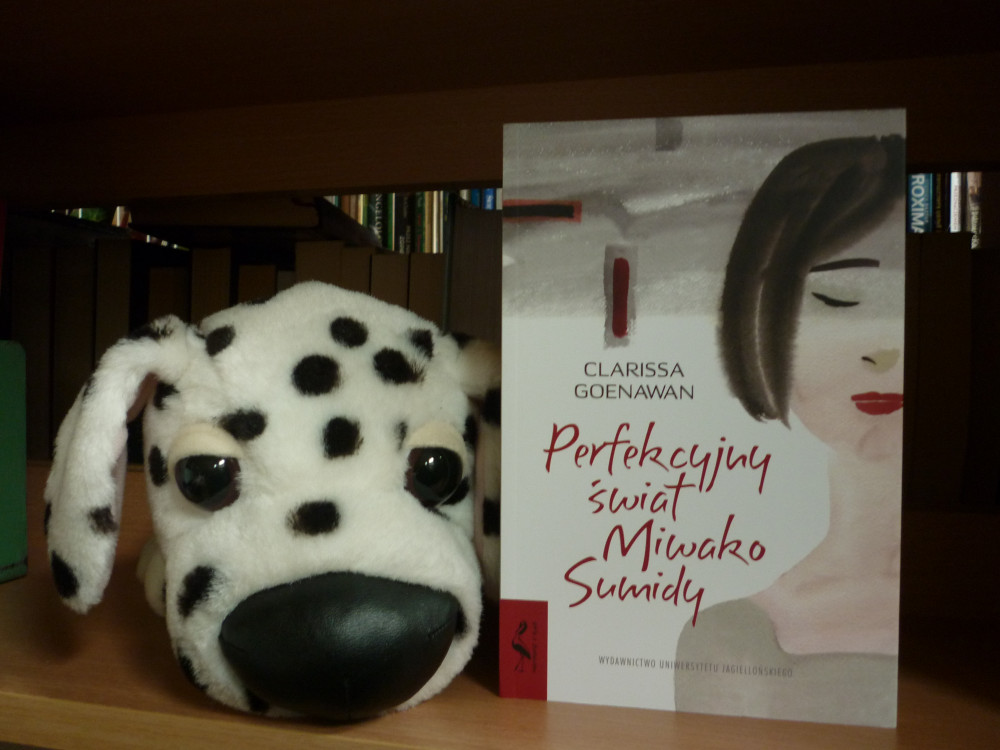 CLARISSA
GOENAWAN
Perfekcyjny
świat
Miwako
Sumidy
WYDAWNICTWO UNIWERSYTETU JAGIELLOŃSKIEGO
ROXIMA